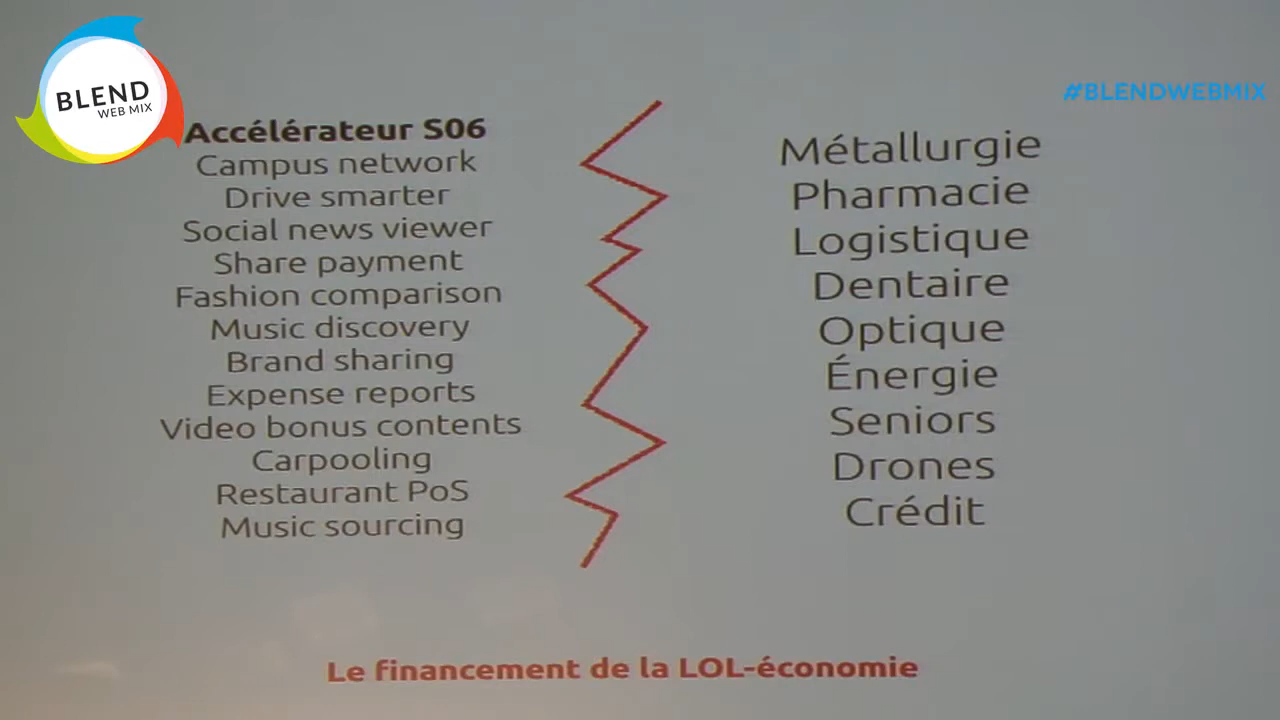 BLEND
WEB MIX
#BLENDWEBMIX
Accélérateur S06
Campus network
Drive smarter
Social news viewer
Share payment
Fashion comparison
Music discovery
Brand sharing
Expense reports
Video bonus contents
Carpooling
Restaurant PoS
Music sourcing
Métallurgie
Pharmacie
Logistique
Dentaire
Optique
Énergie
Seniors
Drones
Crédit
Le financement de la LOL-économie